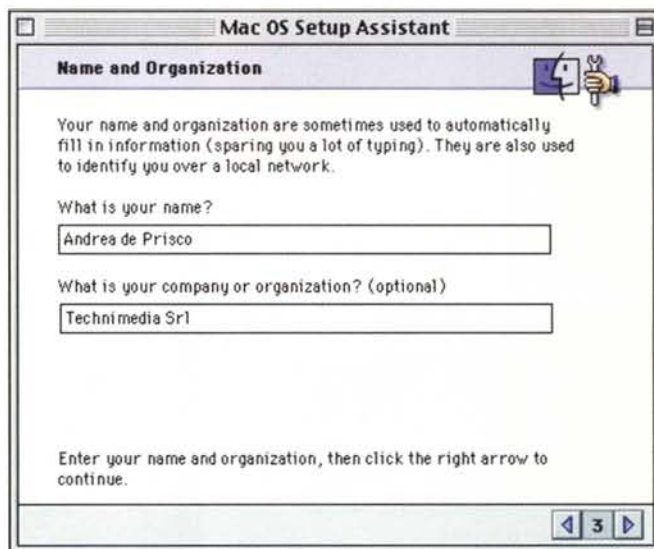 Mac OS Setup Assistant
Name and Organization
Your name and organization are sometimes used to automatically
fill in information (sparing you a lot of typing). They are also used
to identify you over a local network.
What is your name?
Andrea de Prisco
What is your company or organization? (optional)
Technimedia Srl
Enter your name and organization, then click the right arrow to
continue.
3